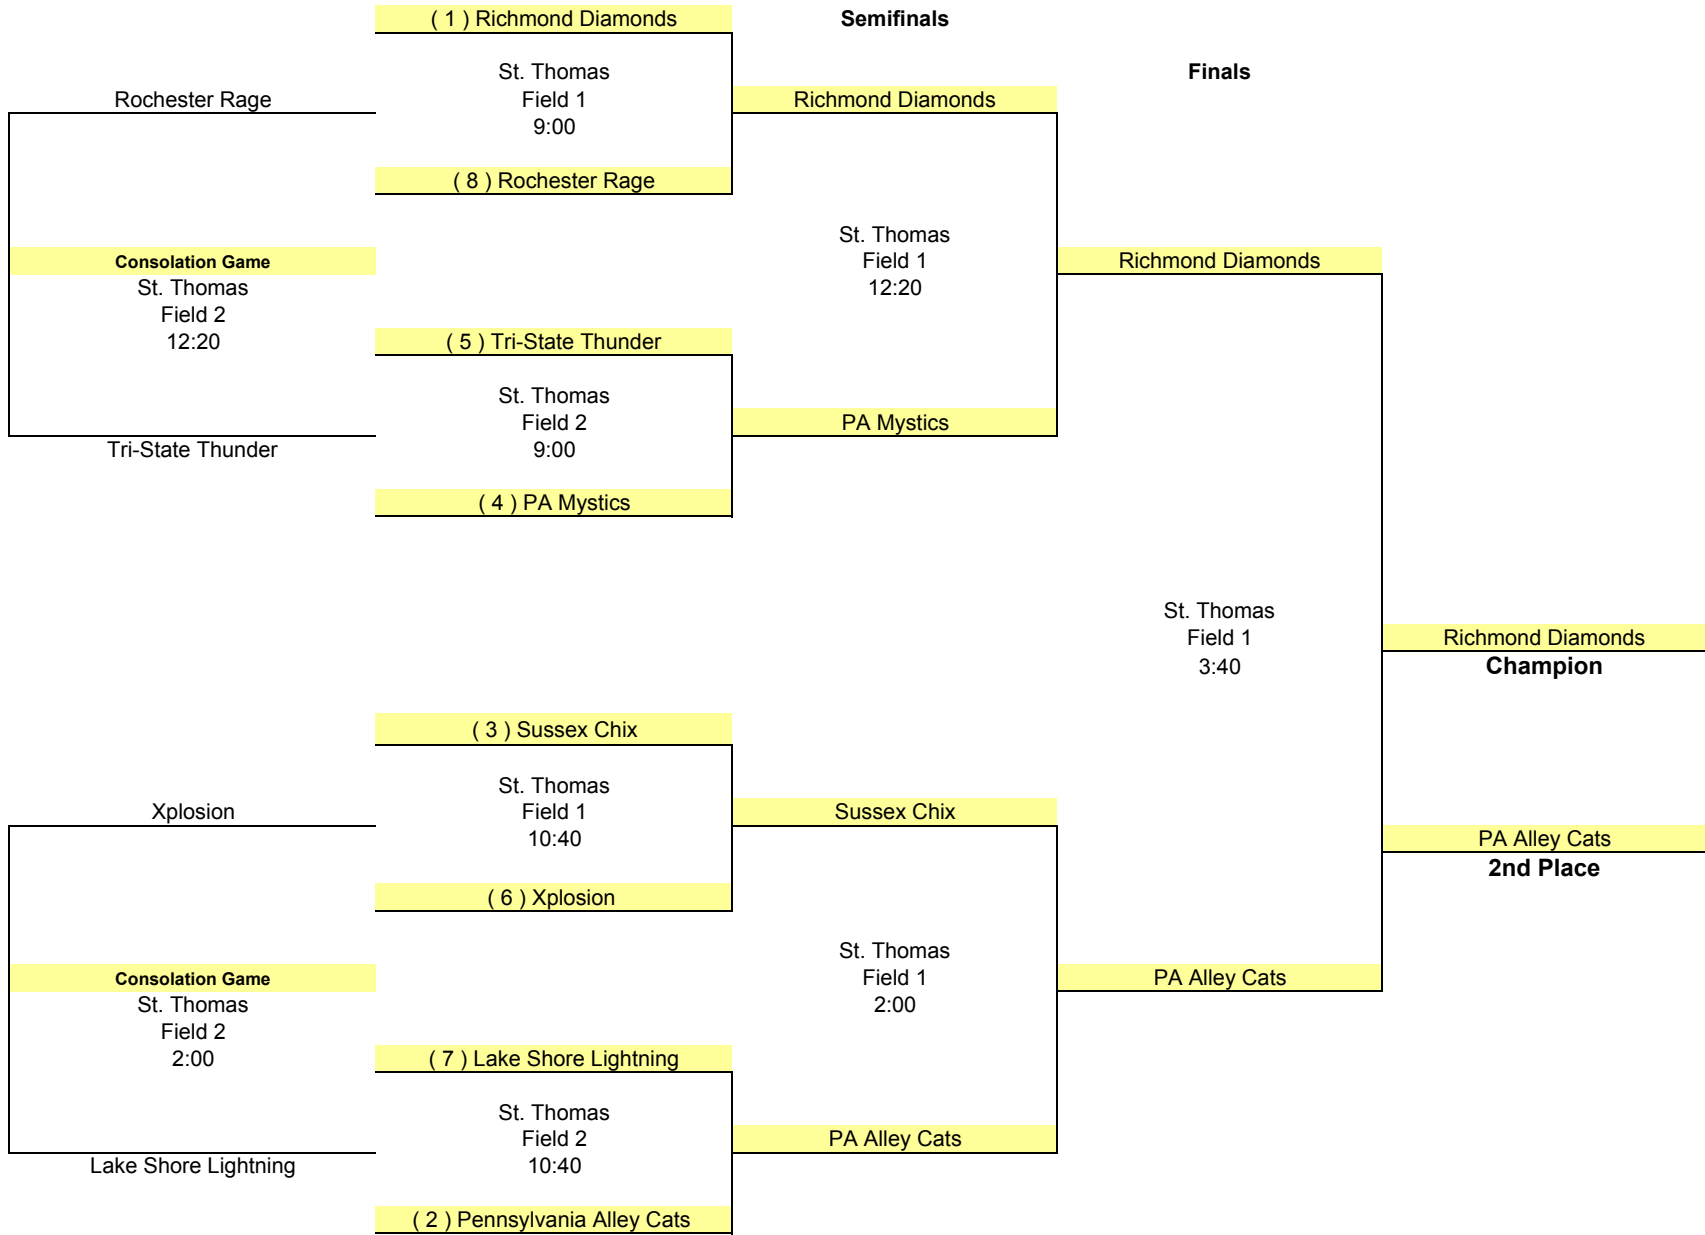 ( 1 ) Richmond Diamonds
Semifinals
St. Thomas
Field 1
9:00
Finals
Rochester Rage
Richmond Diamonds
( 8 ) Rochester Rage
St. Thomas
Field 1
12:20
Consolation Game
St. Thomas
Field 2
12:20
Richmond Diamonds
( 5 ) Tri-State Thunder
St. Thomas
Field 2
9:00
PA Mystics
Tri-State Thunder
( 4 ) PA Mystics
St. Thomas
Field 1
3:40
Richmond Diamonds
Champion
( 3 ) Sussex Chix
St. Thomas
Field 1
10:40
Xplosion
Sussex Chix
PA Alley Cats
2nd Place
( 6 ) Xplosion
St. Thomas
Field 1
2:00
Consolation Game
St. Thomas
Field 2
2:00
PA Alley Cats
( 7 ) Lake Shore Lightning
St. Thomas
Field 2
10:40
PA Alley Cats
Lake Shore Lightning
( 2 ) Pennsylvania Alley Cats